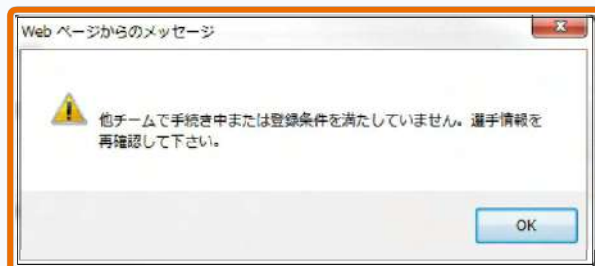 Web ページからのメッセージ
他チームで手続き中または登録条件を満たしていません。選手情報を
再確認して下さい。
OK